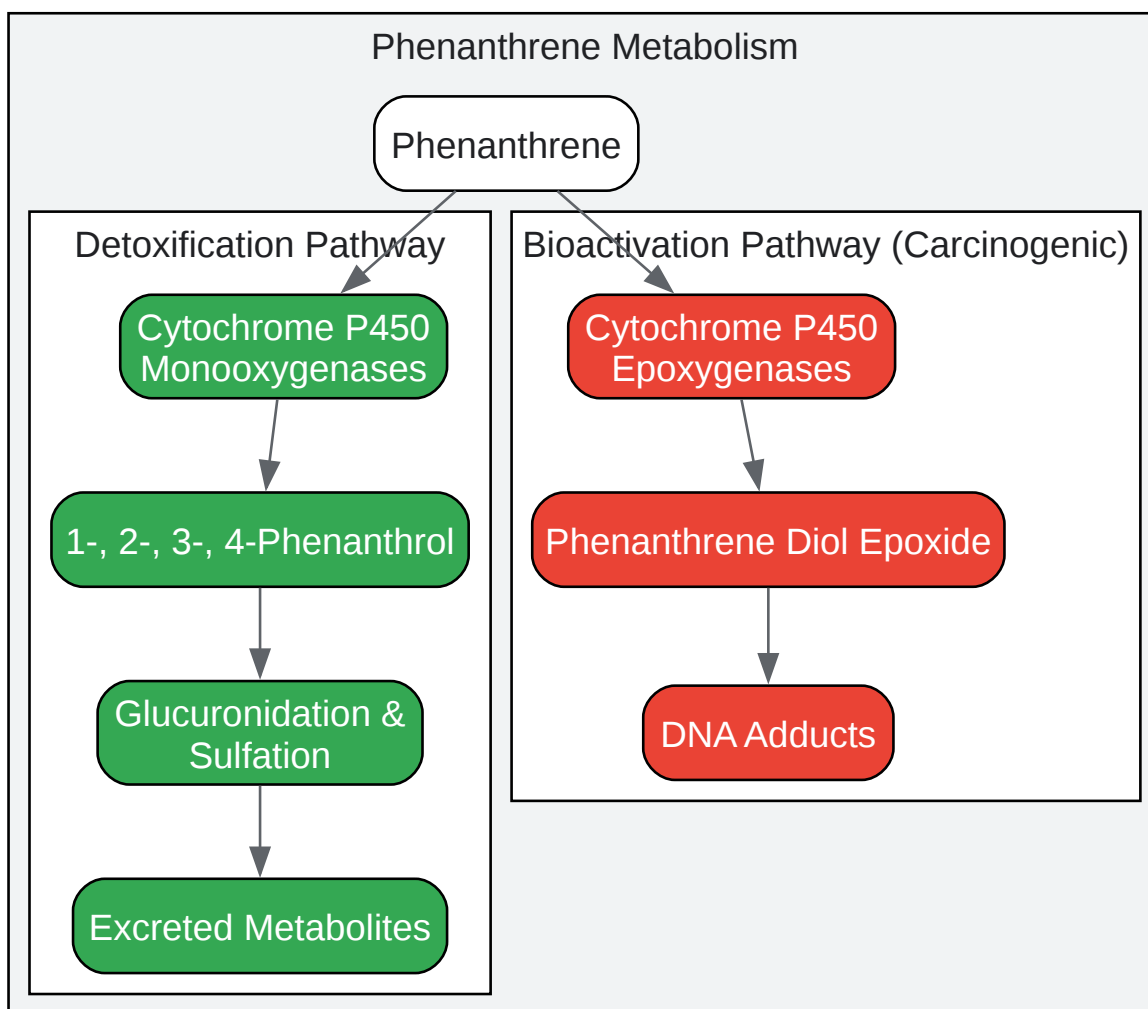 Phenanthrene Metabolism
Phenanthrene
Detoxification Pathway
Cytochrome P450
Monooxygenases
1-, 2-, 3-, 4-Phenanthrol
Glucuronidation &
Sulfation
Excreted Metabolites
Bioactivation Pathway (Carcinogenic)
Cytochrome P450
Epoxygenases
Phenanthrene Diol Epoxide
DNA Adducts